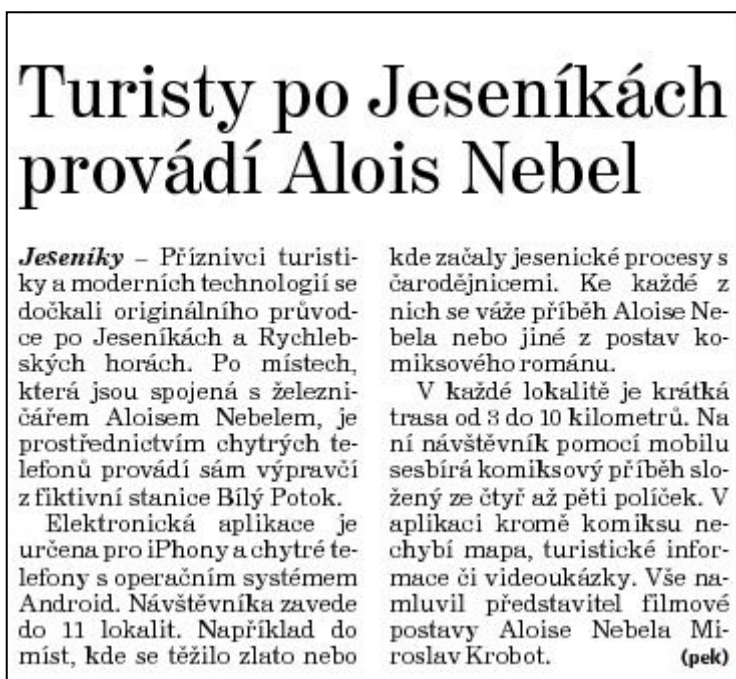 Turisty po Jeseníkách
provádí Alois Nebel
Jeseníky – Příznivci turisti-
ky a moderních technologií se
dočkali originálního průvod-
ce po Jeseníkách a Rychleb-
ských horách. Po místech,
která jsou spojená s železni-
čářem Aloisem Nebelem, je
prostřednictvím chytrých te-
lefonů provádí sám výpravčí
z fiktivní stanice Bílý Potok.
Elektronická aplikace je
určena pro iPhony a chytré te-
lefony s operačním systémem
Android. Návštěvníka zavede
do 11 lokalit. Například do
míst, kde se těžilo zlato nebo
kde začaly jesenické procesy s
čarodějnicemi. Ke každé z
nich se váže příběh Aloise Ne-
bela nebo jiné z postav ko-
miksového románu.
V každé lokalitě je krátká
trasa od 3 do 10 kilometrů. Na
ní návštěvník pomocí mobilu
sesbírá komiksový příběh slo-
žený ze čtyř až pěti políček. V
aplikaci kromě komiksu ne-
chybí mapa, turistické infor-
mace či videoukázky. Vše na-
mluvil představitel filmové
postavy Aloise Nebela Mi-
roslav Krobot. (pek)